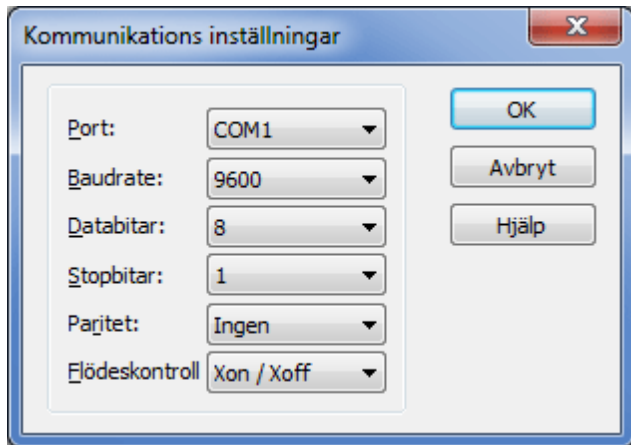 Kommunikations inställningar
Port: COM1
Baudrate: 9600
Databitar: 8
Stopbitar: 1
Paritet: Ingen
Flödeskontroll Xon / Xoff
OK
Avbryt
Hjälp